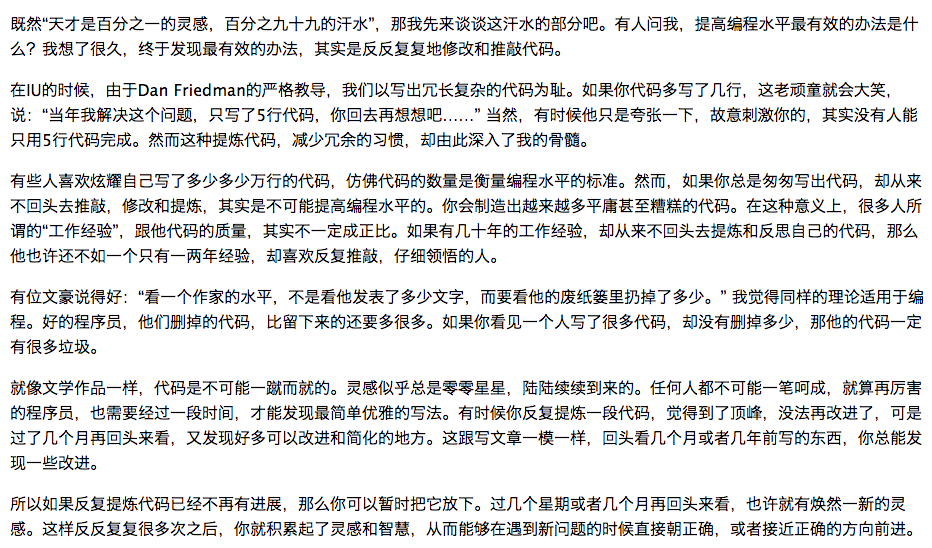 既然“天才是百分之一的灵感，百分之九十九的汗水”，那我先来谈谈这汗水的部分吧。有人问我，提高编程水平最有效的办法是什
么？我想了很久，终于发现最有效的办法，其实是反反复复地修改和推敲代码。
在IU的时候，由于Dan Friedman的严格教导，我们以写出冗长复杂的代码为耻。如果你代码多写了几行，这老顽童就会大笑，
说：“当年我解决这个问题，只写了5行代码，你回去再想想吧……” 当然，有时候他只是夸张一下，故意刺激你的，其实没有人能
只用5行代码完成。然而这种提炼代码，减少冗余的习惯，却由此深入了我的骨髓。
有些人喜欢炫耀自己写了多少多少万行的代码，仿佛代码的数量是衡量编程水平的标准。然而，如果你总是匆匆写出代码，却从来
不回头去推敲，修改和提炼，其实是不可能提高编程水平的。你会制造出越来越多平庸甚至糟糕的代码。在这种意义上，很多人所
谓的“工作经验”，跟他代码的质量，其实不一定成正比。如果有几十年的工作经验，却从来不回头去提炼和反思自己的代码，那么
他也许还不如一个只有一两年经验，却喜欢反复推敲，仔细领悟的人。
有位文豪说得好：“看一个作家的水平，不是看他发表了多少文字，而要看他的废纸篓里扔掉了多少。” 我觉得同样的理论适用于编
程。好的程序员，他们删掉的代码，比留下来的还要多很多。如果你看见一个人写了很多代码，却没有删掉多少，那他的代码一定
有很多垃圾。
就像文学作品一样，代码是不可能一蹴而就的。灵感似乎总是零零星星，陆陆续续到来的。任何人都不可能一笔呵成，就算再厉害
的程序员，也需要经过一段时间，才能发现最简单优雅的写法。有时候你反复提炼一段代码，觉得到了顶峰，没法再改进了，可是
过了几个月再回头来看，又发现好多可以改进和简化的地方。这跟写文章一模一样，回头看几个月或者几年前写的东西，你总能发
现一些改进。
所以如果反复提炼代码已经不再有进展，那么你可以暂时把它放下。过几个星期或者几个月再回头来看，也许就有焕然一新的灵
感。这样反反复复很多次之后，你就积累起了灵感和智慧，从而能够在遇到新问题的时候直接朝正确，或者接近正确的方向前进。